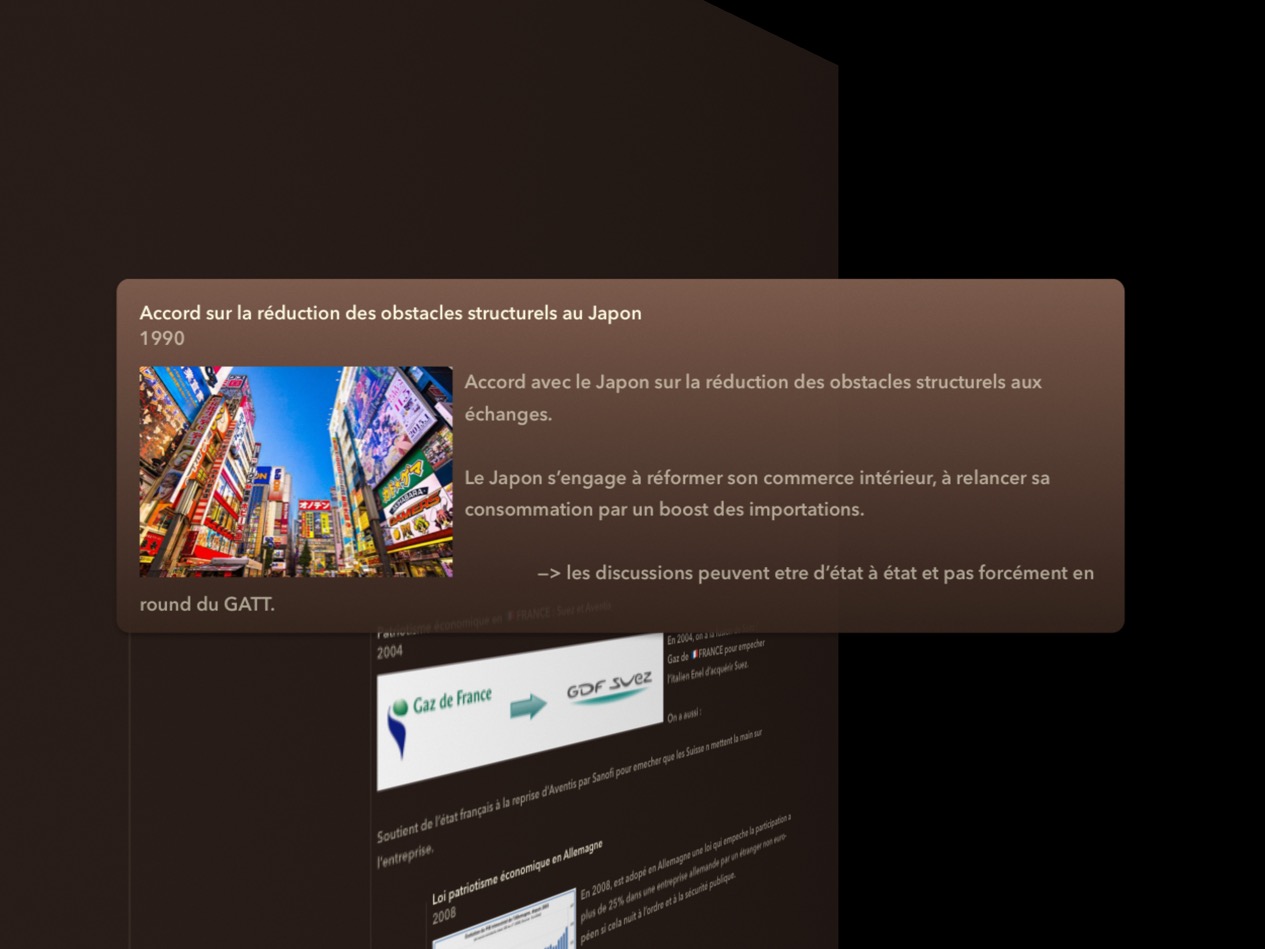 Accord sur la réduction des obstacles structurels au Japon
1990
Accord avec le Japon sur la réduction des obstacles structurels aux
échanges.
Le Japon s’engage à réformer son commerce intérieur, à relancer sa
consommation par un boost des importations.
—> les discussions peuvent etre d’état à état et pas forcément en
round du GATT.
Patriotisme économique en FRANCE : Suez et Aventis
2004
Gaz de France
GDF SUEZ
En 2004, on a la
Gaz de FRANCE pour empecher
l’italien Enel d’acquérir Suez.
On a aussi :
Soutient de l’état français à la reprise d’Aventis par Sanofi pour emecher que les Suisse n mettent la main sur
l’entreprise.
Loi patriotisme économique en Allemagne
2008
En 2008, est adopé en Allemagne une loi qui empeche la participation a
plus de 25% dans une entreprise allemande par un étranger non euro-
péen si cela nuit à l’ordre et à la sécurité publique.